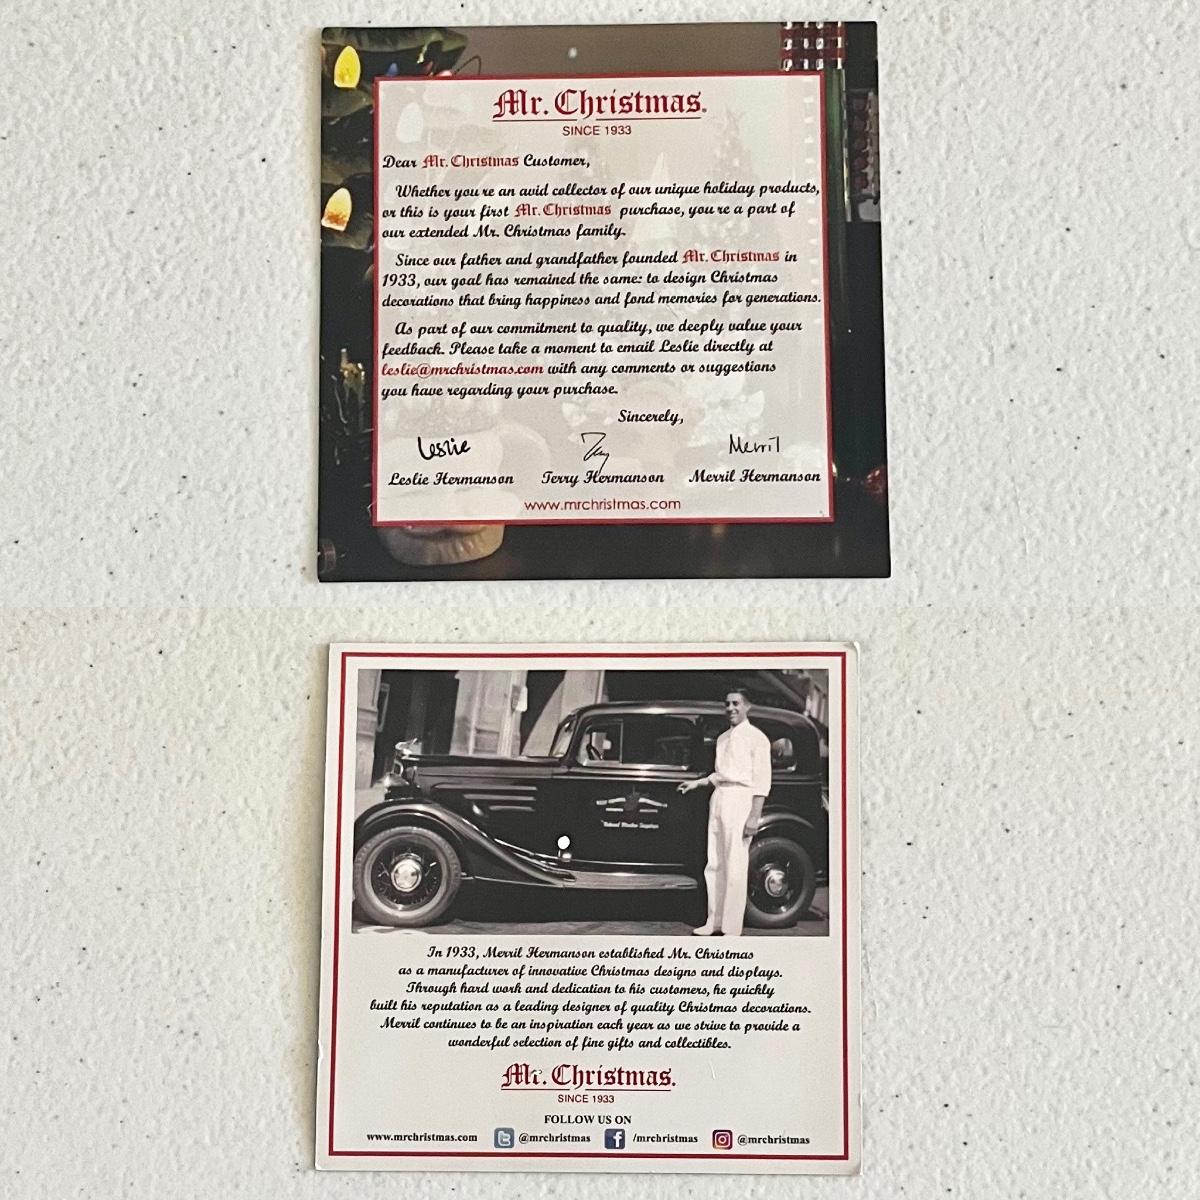 Mr. Christmas.
SINCE 1933
Dear Mr. Christmas Customer,
Whether you're an avid collector of our unique holiday products,
or this is your first Mr. Christmas purchase, you're a part of
our extended Mr. Christmas family.
Since our father and grandfather founded Mr. Christmas in
1933, our goal has remained the same: to design Christmas
decorations that bring happiness and fond memories for generations.
As part of our commitment to quality, we deeply value your
feedback. Please take a moment to email Leslie directly at
leslie@mrchristmas.com with any comments or suggestions
you have regarding your purchase.
Sincerely,
Leslie Terry Merril
Leslie Hermanson Terry Hermanson Merril Hermanson
www.mrchristmas.com
In 1933, Merril Hermanson established Mr. Christmas
as a manufacturer of innovative Christmas designs and displays.
Through hard work and dedication to his customers, he quickly
built his reputation as a leading designer of quality Christmas decorations.
Merril continues to be an inspiration each year as we strive to provide a
wonderful selection of fine gifts and collectibles.
Mr. Christmas.
SINCE 1933
FOLLOW US ON
www.mrchristmas.com @mrchristmas /mrchristmas @mrchristmas